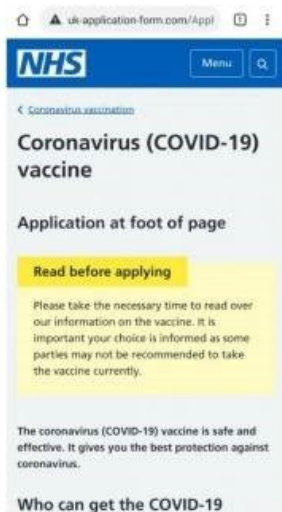 uk-application-form.com/Appl
NHS
Menu
Coronavirus vaccination
Coronavirus (COVID-19)
vaccine
Application at foot of page
Read before applying
Please take the necessary time to read over
our information on the vaccine. It is
important your choice is informed as some
parties may not be recommended to take
the vaccine currently.
The coronavirus (COVID-19) vaccine is safe and
effective. It gives you the best protection against
coronavirus.
Who can get the COVID-19